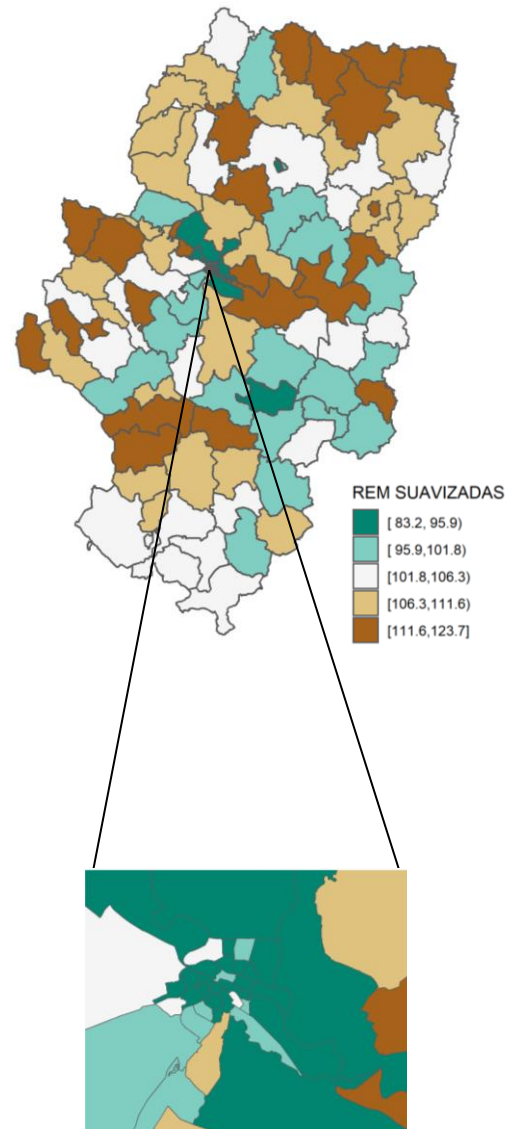 REM SUAVIZADAS
[ 83.2, 95.9)
[ 95.9,101.8)
[101.8,106.3)
[106.3,111.6)
[111.6,123.7]